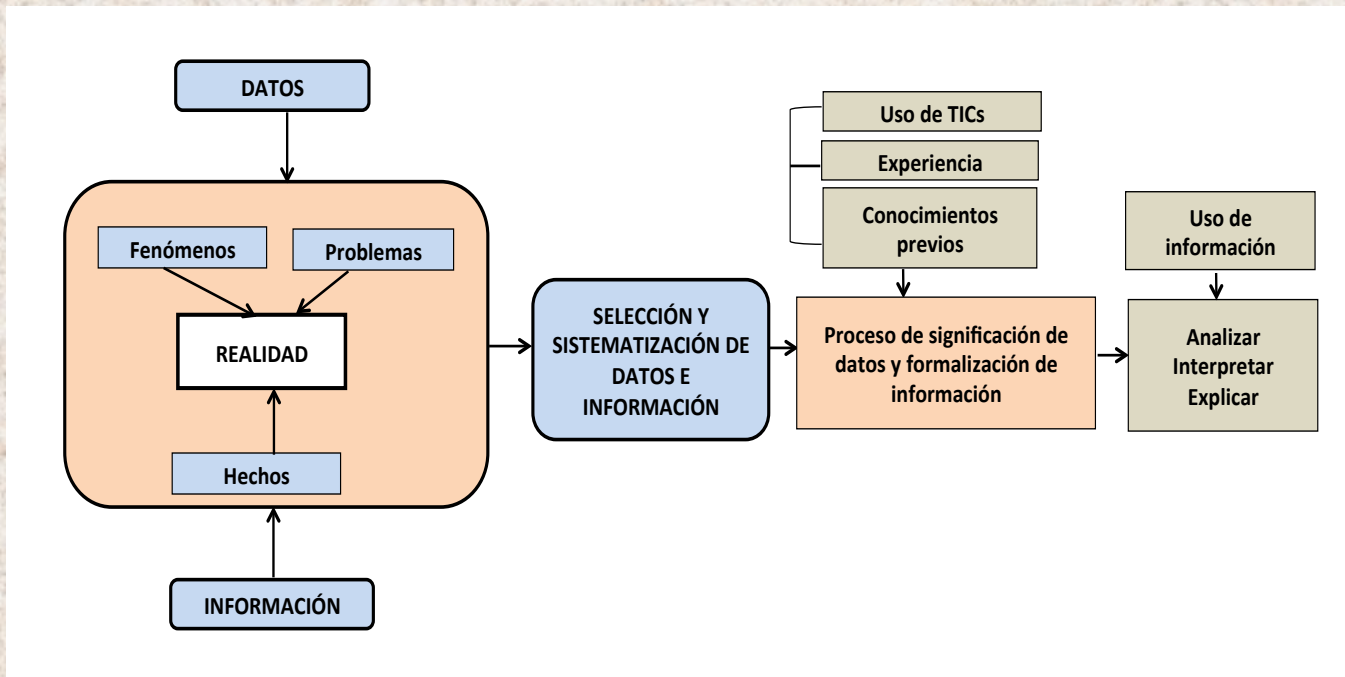 DATOS
Fenómenos
Problemas
REALIDAD
Hechos
INFORMACIÓN
SELECCIÓN Y
SISTEMATIZACIÓN DE
DATOS E
INFORMACIÓN
Uso de TICs
Experiencia
Conocimientos
previos
Proceso de significación de
datos y formalización de
información
Uso de
información
Analizar
Interpretar
Explicar